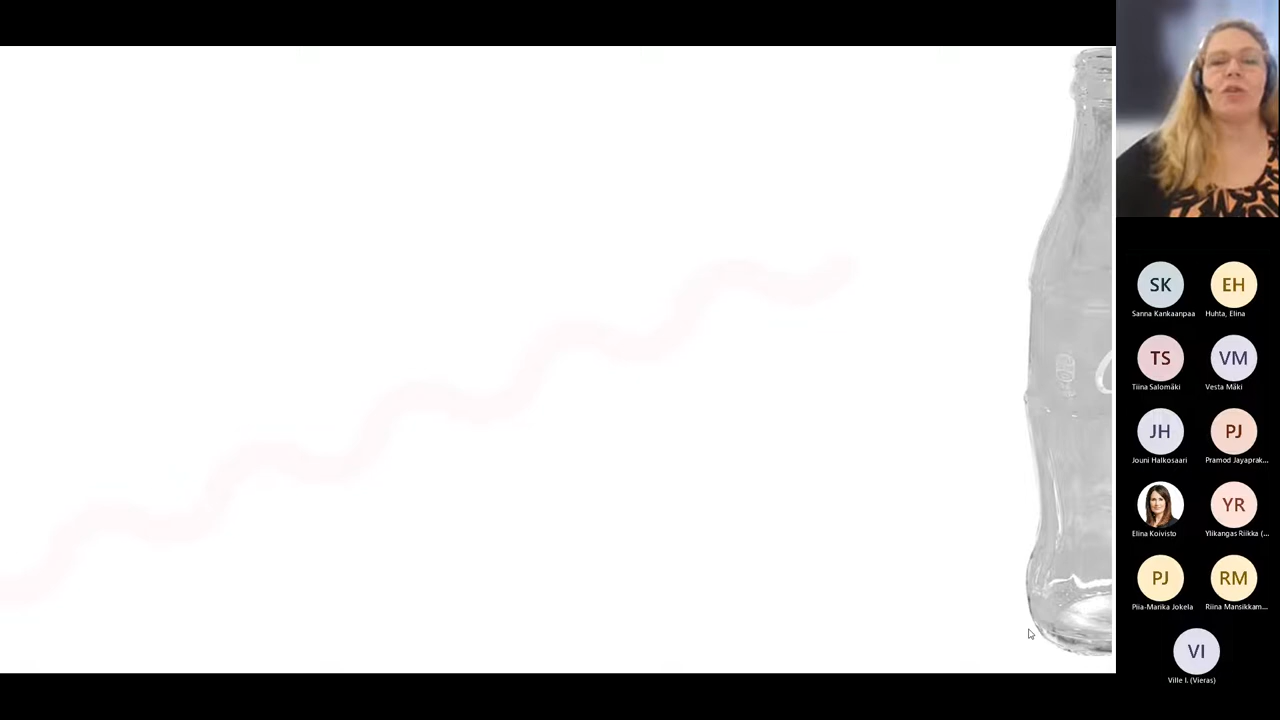 SK EH
Sanna Kankaanpaa Huhta, Elina
TS VM
Tiina Salomäki Vesta Mäki
JH PJ
Jouni Halkosaari Pramod Jayaprak...
YR
Elina Koivisto Ylikangas Riikka (...
PJ RM
Piia-Marika Jokela Riina Mansikkam...
VI
Ville I. (Vieras)